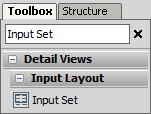 Toolbox Structure
Input Set
Detail Views
Input Layout
Input Set